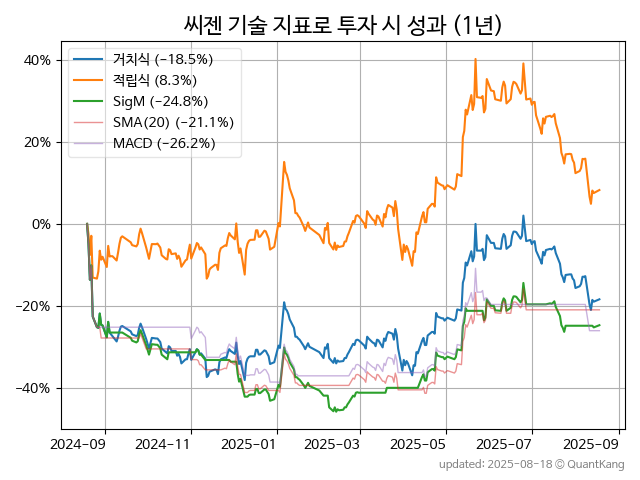 씨젠 기술 지표로 투자 시 성과 (1년)
거치식 (−18.5%)
적립식 (8.3%)
SigM (−24.8%)
SMA(20) (−21.1%)
MACD (−26.2%)
40%
20%
0%
−20%
−40%
2024-09 2024-11 2025-01 2025-03 2025-05 2025-07 2025-09
updated: 2025-08-18 © QuantKang